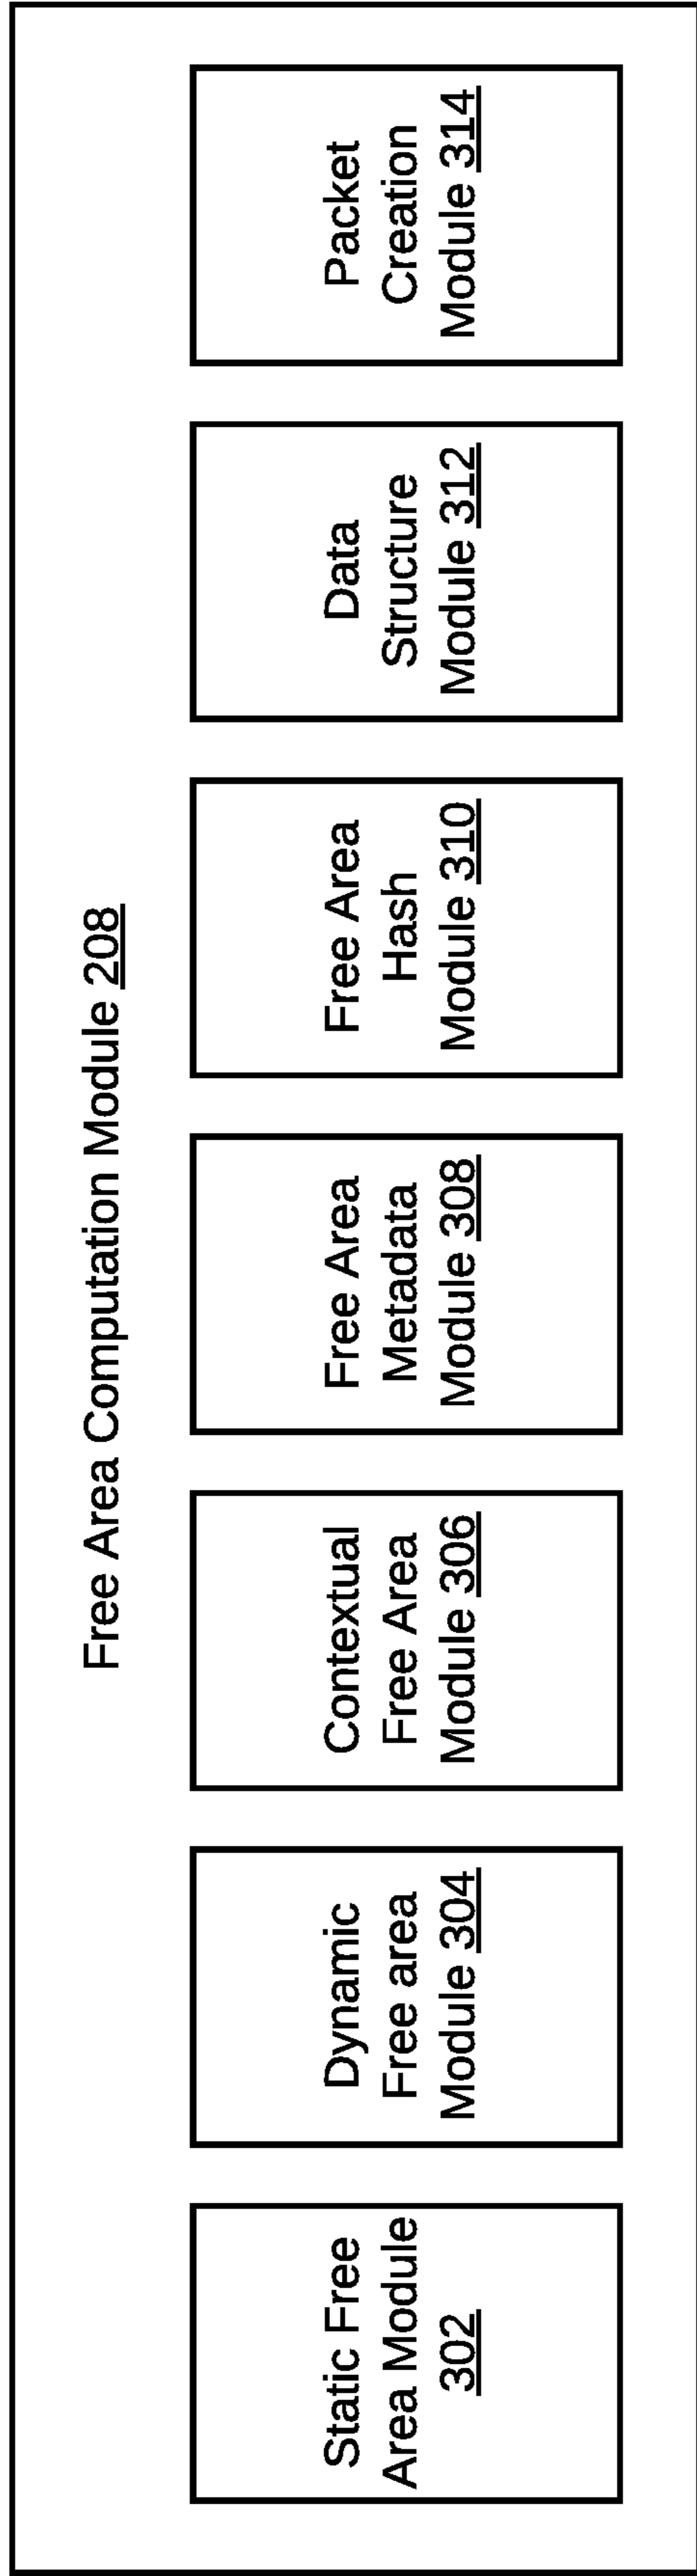 Free Area Computation Module 208
Static Free
Area Module
302
Dynamic
Free area
Module 304
Contextual
Free Area
Module 306
Free Area
Metadata
Module 308
Free Area
Hash
Module 310
Data
Structure
Module 312
Packet
Creation
Module 314